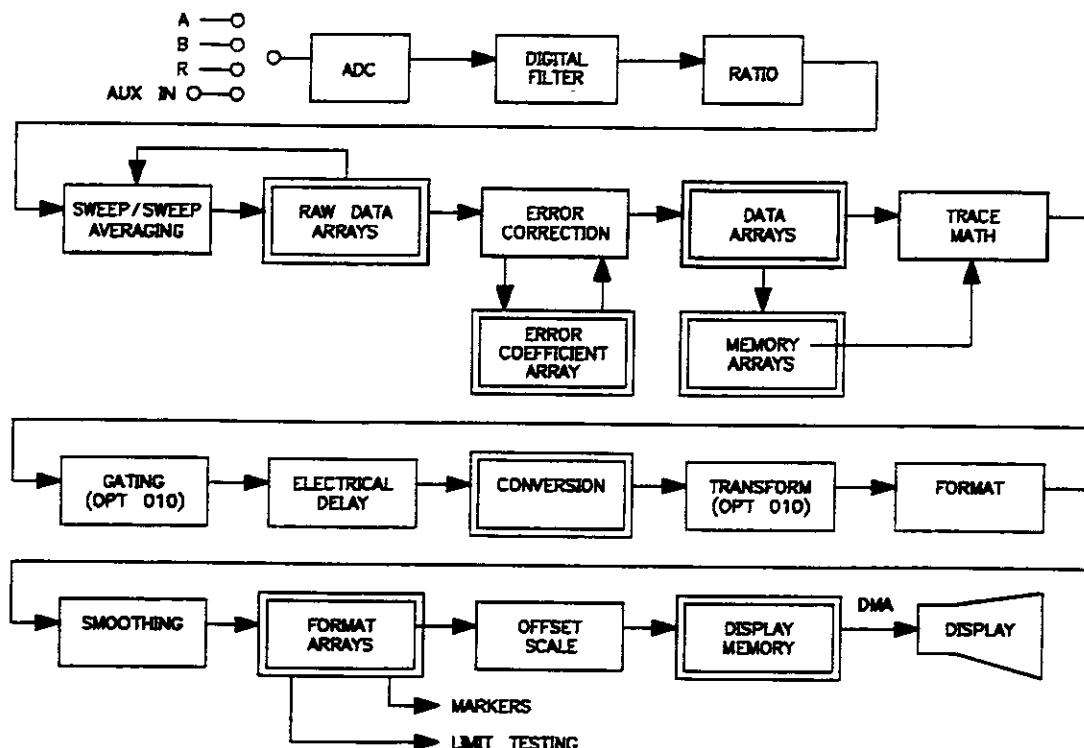 A
B
R
AUX IN
ADC
DIGITAL
FILTER
RATIO
SWEEP/SWEEP
AVERAGING
RAW DATA
ARRAYS
ERROR
CORRECTION
DATA
ARRAYS
TRACE
MATH
ERROR
COEFFICIENT
ARRAY
MEMORY
ARRAYS
GATING
(OPT 010)
ELECTRICAL
DELAY
CONVERSION
TRANSFORM
(OPT 010)
FORMAT
SMOOTHING
FORMAT
ARRAYS
OFFSET
SCALE
DISPLAY
MEMORY
DMA
DISPLAY
MARKERS
LIMIT TESTING